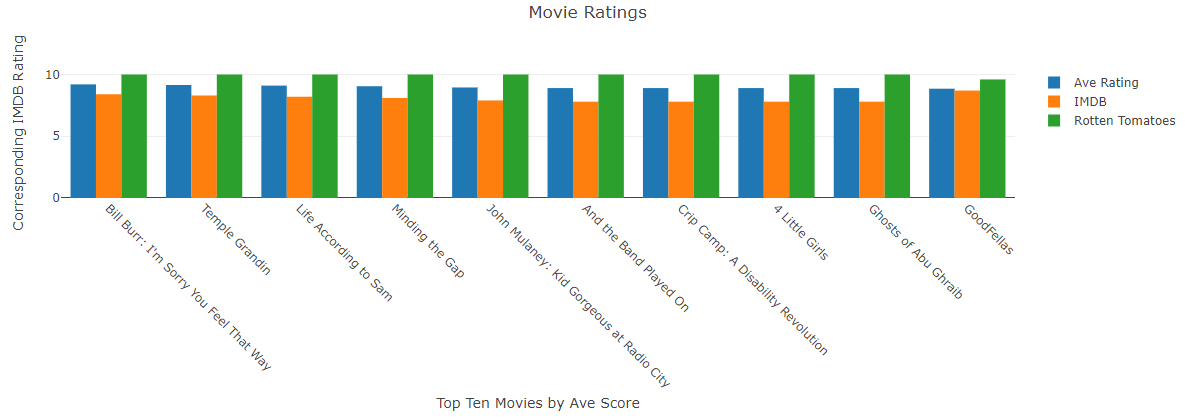 Movie Ratings
Corresponding IMDB Rating
10
5
0
Ave Rating
IMDB
Rotten Tomatoes
Bill Burr: I'm Sorry You Feel That Way
Temple Grandin
Life According to Sam
Minding the Gap
John Mulaney: Kid Gorgeous at Radio City
And the Band Played On
Crip Camp: A Disability Revolution
4 Little Girls
Ghosts of Abu Ghraib
GoodFellas
Top Ten Movies by Ave Score